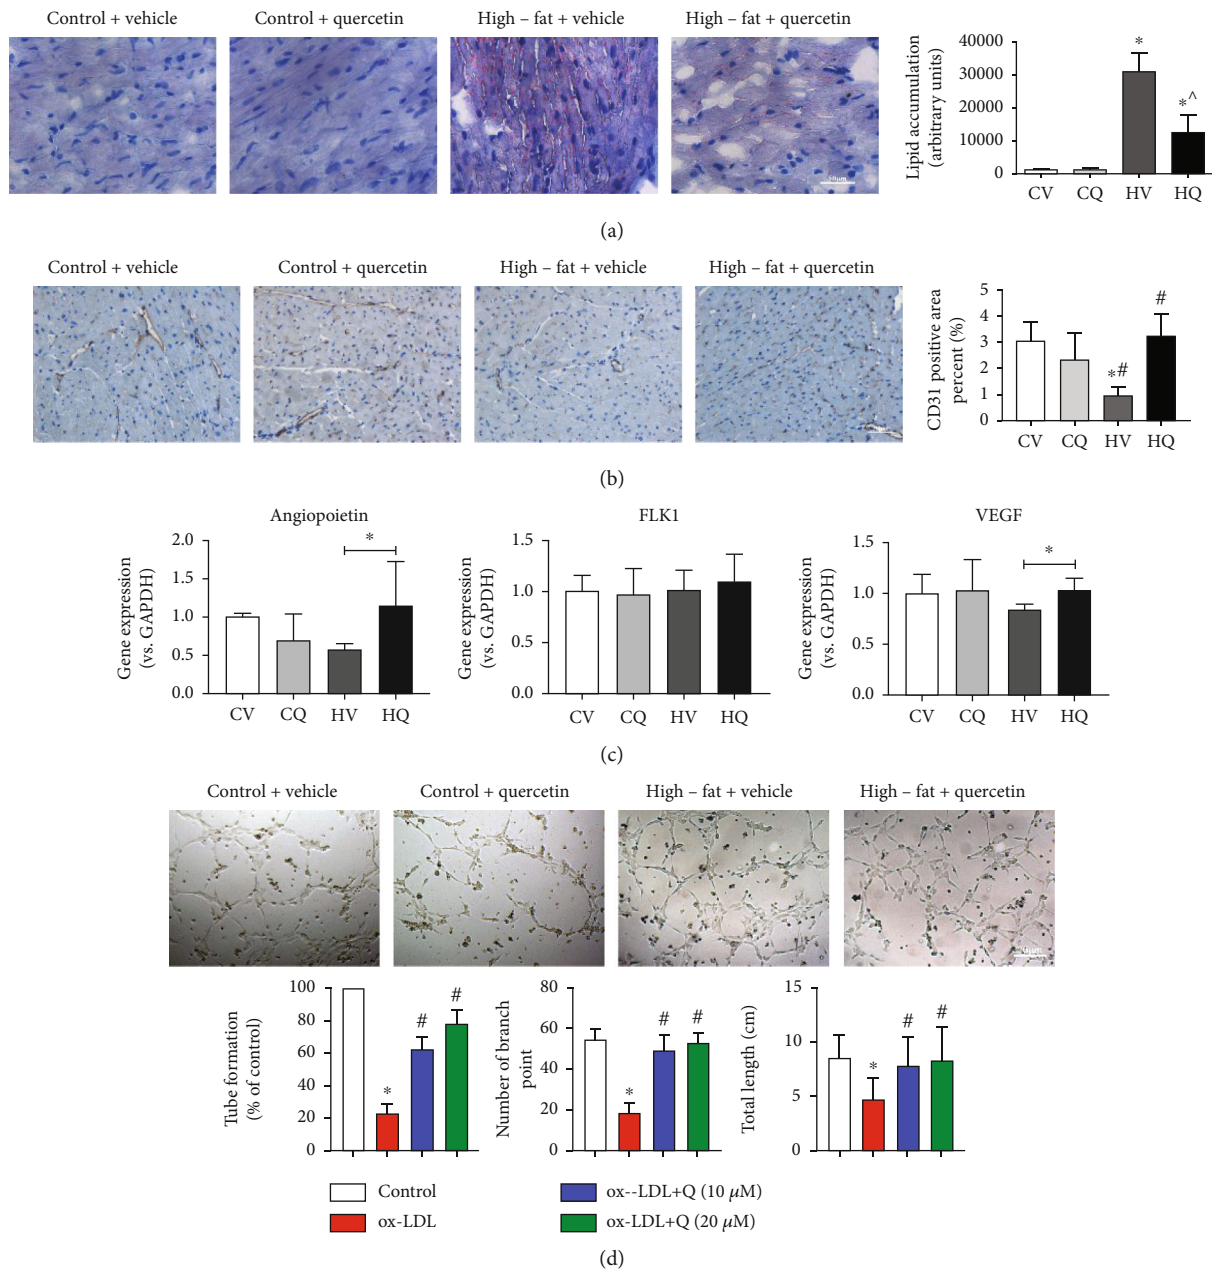 Control + vehicle
Control + quercetin
High – fat + vehicle
High – fat + quercetin
Lipid accumulation
(arbitrary units)
40000
30000
20000
10000
0
*
*^
CV CQ HV HQ
(a)
Control + vehicle
Control + quercetin
High – fat + vehicle
High – fat + quercetin
CD31 positive area
percent (%)
5
4
3
2
1
0
*#
#
CV CQ HV HQ
(b)
Angiopoietin
Gene expression
(vs. GAPDH)
2.0
1.5
1.0
0.5
0.0
*
CV CQ HV HQ
FLK1
Gene expression
(vs. GAPDH)
1.5
1.0
0.5
0.0
CV CQ HV HQ
VEGF
Gene expression
(vs. GAPDH)
1.5
1.0
0.5
0.0
*
CV CQ HV HQ
(c)
Control + vehicle
Control + quercetin
High – fat + vehicle
High – fat + quercetin
Tube formation
(% of control)
100
80
60
40
20
0
*
#
#
Number of branch
point
80
60
40
20
0
*
#
#
Total length (cm)
15
10
5
0
*
#
#
Control
ox-LDL
ox--LDL+Q (10 μM)
ox-LDL+Q (20 μM)
(d)